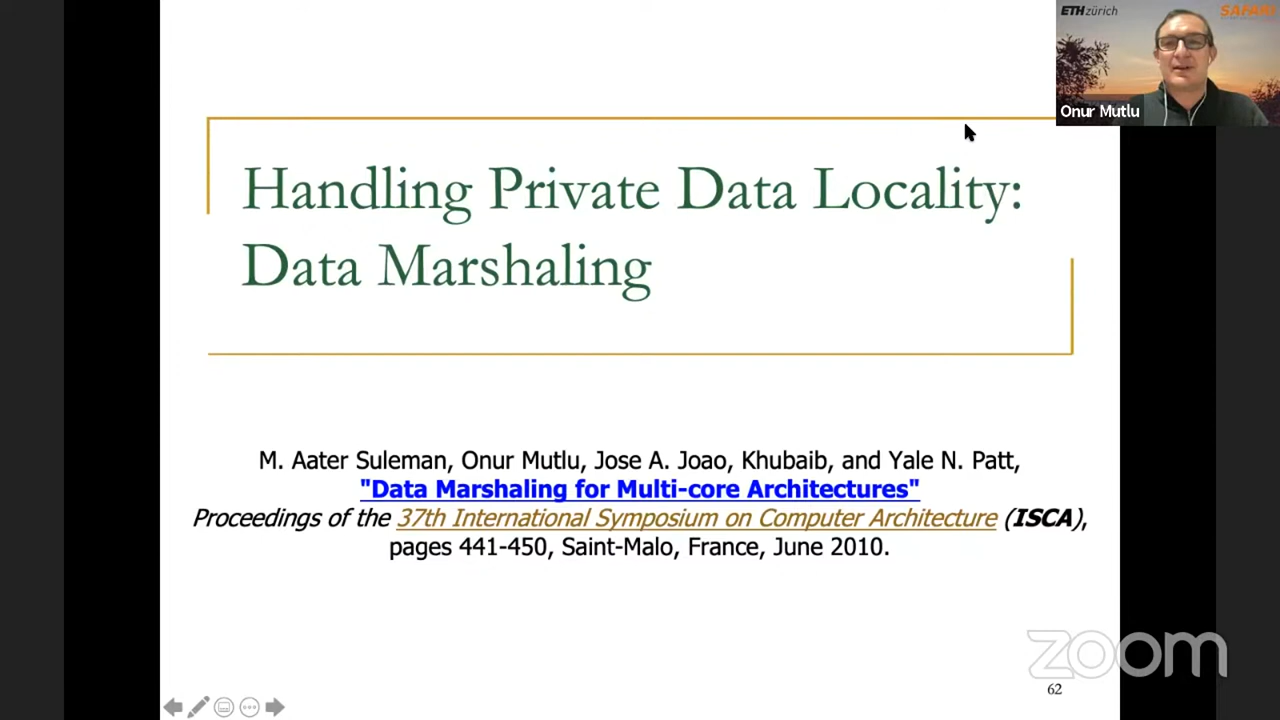 ETH zürich
SAFARI
Onur Mutlu
Handling Private Data Locality:
Data Marshaling
M. Aater Suleman, Onur Mutlu, Jose A. Joao, Khubaib, and Yale N. Patt,
"Data Marshaling for Multi-core Architectures"
Proceedings of the 37th International Symposium on Computer Architecture (ISCA),
pages 441-450, Saint-Malo, France, June 2010.
zoom
62